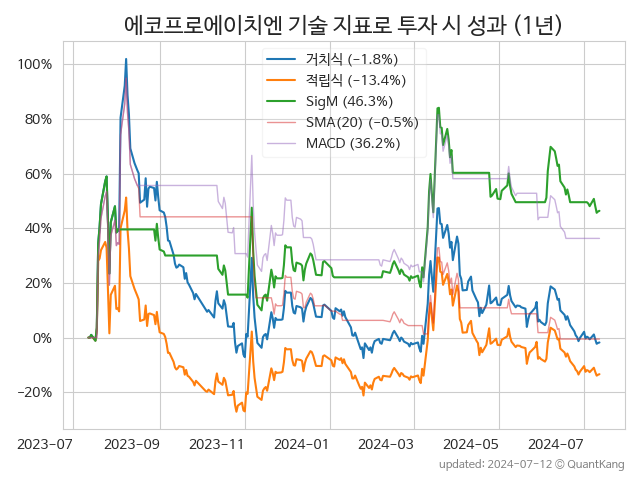 에코프로에이치엔 기술 지표로 투자 시 성과 (1년)
거치식 (−1.8%)
적립식 (−13.4%)
SigM (46.3%)
SMA(20) (−0.5%)
MACD (36.2%)
100%
80%
60%
40%
20%
0%
−20%
2023-07 2023-09 2023-11 2024-01 2024-03 2024-05 2024-07
updated: 2024-07-12 © QuantKang